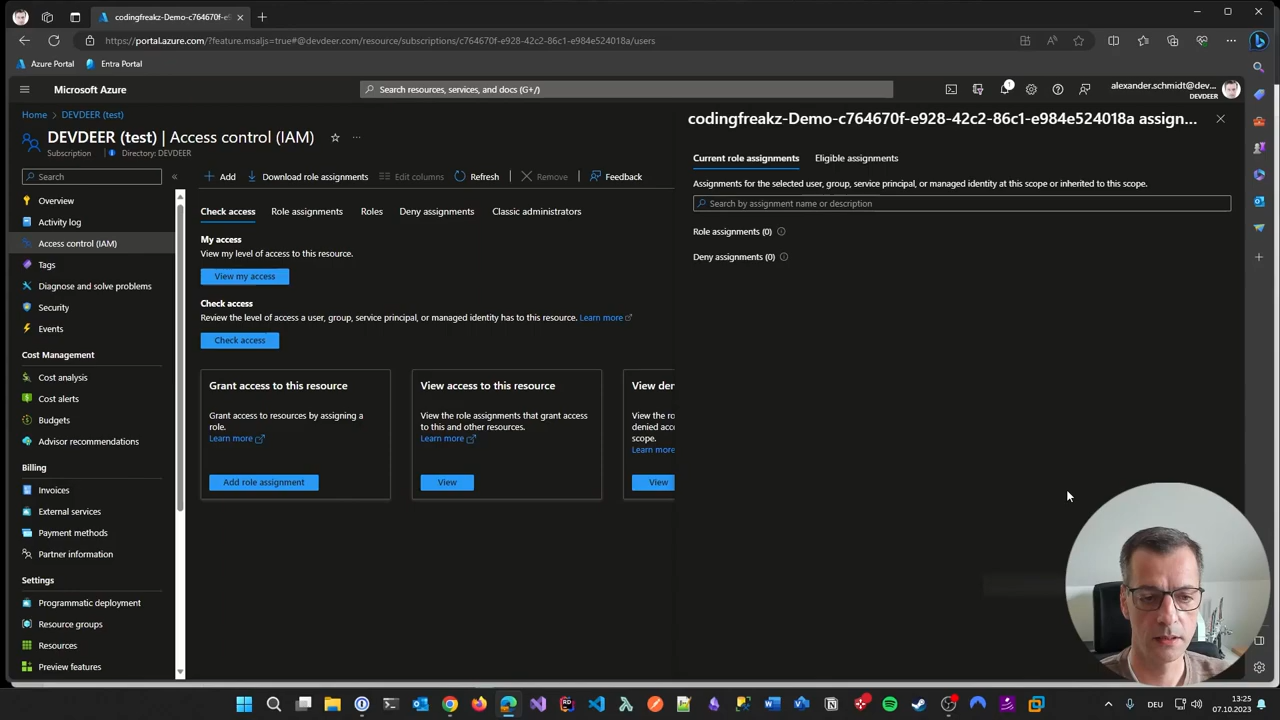 codingfreakz-Demo-c764670f-e
https://portal.azure.com/?feature.msaljs=true#@devdeer.com/resource/subscriptions/c764670f-e928-42c2-86c1-e984e524018a/users
Azure Portal
Entra Portal
Microsoft Azure
Search resources, services, and docs (G+/)
1
alexander.schmidt@dev...
DEVDEER
Home
DEVDEER (test)
DEVDEER (test) | Access control (IAM)
Subscription
Directory: DEVDEER
Search
Overview
Activity log
Access control (IAM)
Tags
Diagnose and solve problems
Security
Events
Cost Management
Cost analysis
Cost alerts
Budgets
Advisor recommendations
Billing
Invoices
External services
Payment methods
Partner information
Settings
Programmatic deployment
Resource groups
Resources
Preview features
Add
Download role assignments
Edit columns
Refresh
Remove
Feedback
Check access
Role assignments
Roles
Deny assignments
Classic administrators
My access
View my level of access to this resource.
View my access
Check access
Review the level of access a user, group, service principal, or managed identity has to this resource. Learn more
Check access
Grant access to this resource
Grant access to resources by assigning a
role.
Learn more
Add role assignment
View access to this resource
View the role assignments that grant access
to this and other resources.
Learn more
View
View den
View the ro
denied acce
scope.
Learn more
View
codingfreakz-Demo-c764670f-e928-42c2-86c1-e984e524018a assign...
Current role assignments
Eligible assignments
Assignments for the selected user, group, service principal, or managed identity at this scope or inherited to this scope.
Search by assignment name or description
Role assignments (0)
Deny assignments (0)
DEU
13:25
07.10.2023